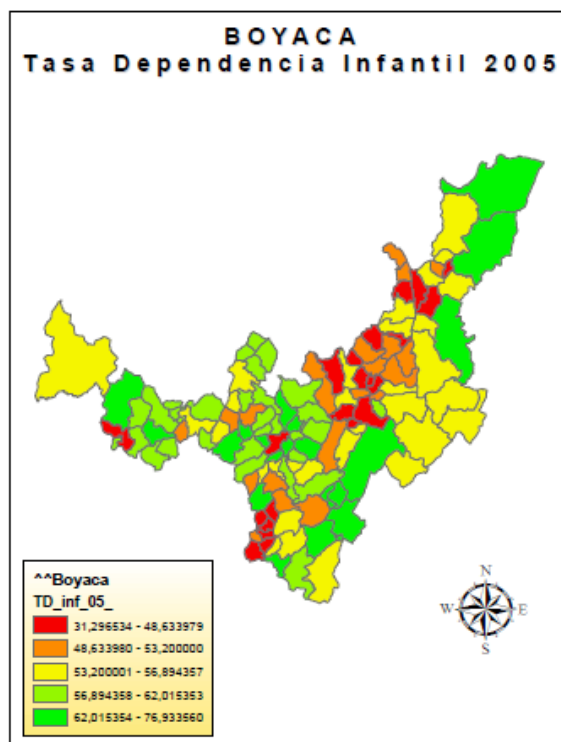 BOYACA
Tasa Dependencia Infantil 2005
^^Boyaca
TD_inf_05_
31,296534 - 48,633979
48,633980 - 53,200000
53,200001 - 56,894357
56,894358 - 62,015353
62,015354 - 76,933560
N
W E
S